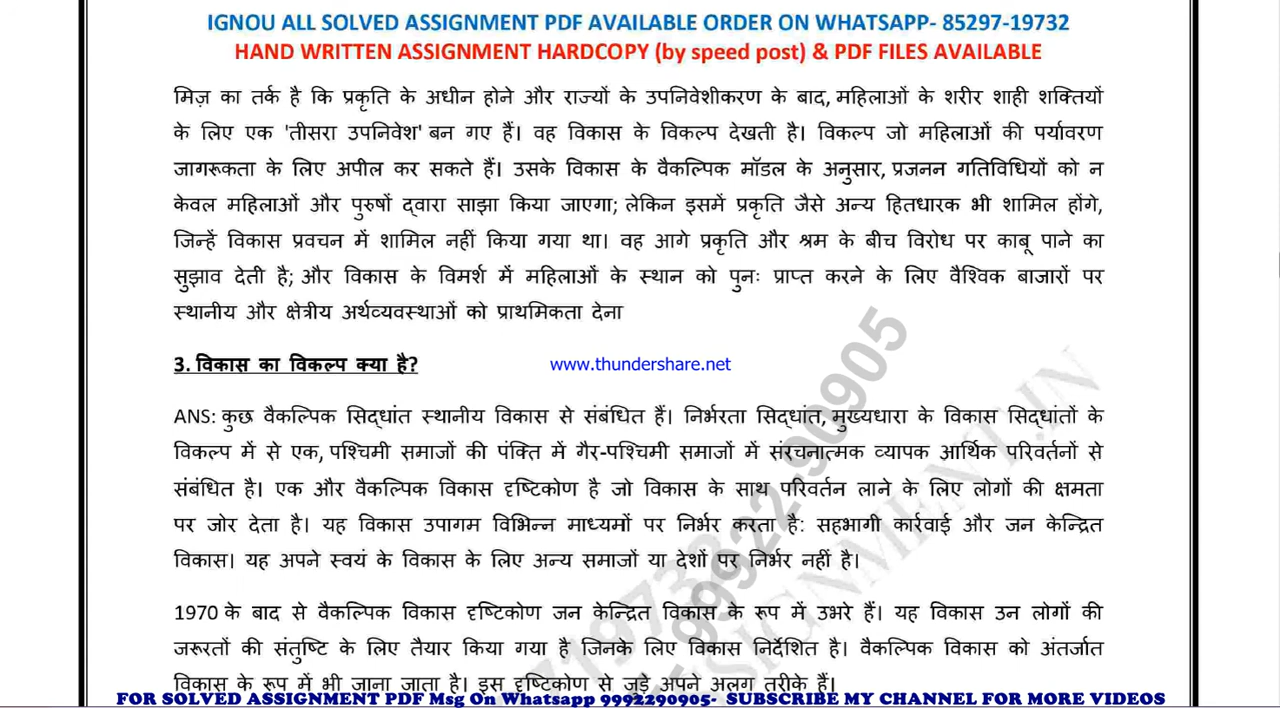 IGNOU ALL SOLVED ASSIGNMENT PDF AVAILABLE ORDER ON WHATSAPP- 85297-19732
HAND WRITTEN ASSIGNMENT HARDCOPY (by speed post) & PDF FILES AVAILABLE
मिज़ का तर्क है कि प्रकृति के अधीन होने और राज्यों के उपनिवेशीकरण के बाद, महिलाओं के शरीर शाही शक्तियों
के लिए एक 'तीसरा उपनिवेश' बन गए हैं। वह विकास के विकल्प देखती है। विकल्प जो महिलाओं की पर्यावरण
जागरूकता के लिए अपील कर सकते हैं। उसके विकास के वैकल्पिक मॉडल के अनुसार, प्रजनन गतिविधियों को न
केवल महिलाओं और पुरुषों द्वारा साझा किया जाएगा; लेकिन इसमें प्रकृति जैसे अन्य हितधारक भी शामिल होंगे,
जिन्हें विकास प्रवचन में शामिल नहीं किया गया था। वह आगे प्रकृति और श्रम के बीच विरोध पर काबू पाने का
सुझाव देती है; और विकास के विमर्श में महिलाओं के स्थान को पुनः प्राप्त करने के लिए वैश्विक बाजारों पर
स्थानीय और क्षेत्रीय अर्थव्यवस्थाओं को प्राथमिकता देना
3. विकास का विकल्प क्या है?
www.thundershare.net
ANS: कुछ वैकल्पिक सिद्धांत स्थानीय विकास से संबंधित हैं। निर्भरता सिद्धांत, मुख्यधारा के विकास सिद्धांतों के
विकल्प में से एक, पश्चिमी समाजों की पंक्ति में गैर-पश्चिमी समाजों में संरचनात्मक व्यापक आर्थिक परिवर्तनों से
संबंधित है। एक और वैकल्पिक विकास दृष्टिकोण है जो विकास के साथ परिवर्तन लाने के लिए लोगों की क्षमता
पर जोर देता है। यह विकास उपागम विभिन्न माध्यमों पर निर्भर करता है: सहभागी कार्रवाई और जन केन्द्रित
विकास। यह अपने स्वयं के विकास के लिए अन्य समाजों या देशों पर निर्भर नहीं है।
1970 के बाद से वैकल्पिक विकास दृष्टिकोण जन केन्द्रित विकास के रूप में उभरे हैं। यह विकास उन लोगों की
जरूरतों की संतुष्टि के लिए तैयार किया गया है जिनके लिए विकास निर्देशित है। वैकल्पिक विकास को अंतर्जात
विकास के रूप में भी जाना जाता है। इस दृष्टिकोण से जुड़े अपने अलग तरीके हैं।
FOR SOLVED ASSIGNMENT PDF Msg On Whatsapp 9992290905- SUBSCRIBE MY CHANNEL FOR MORE VIDEOS